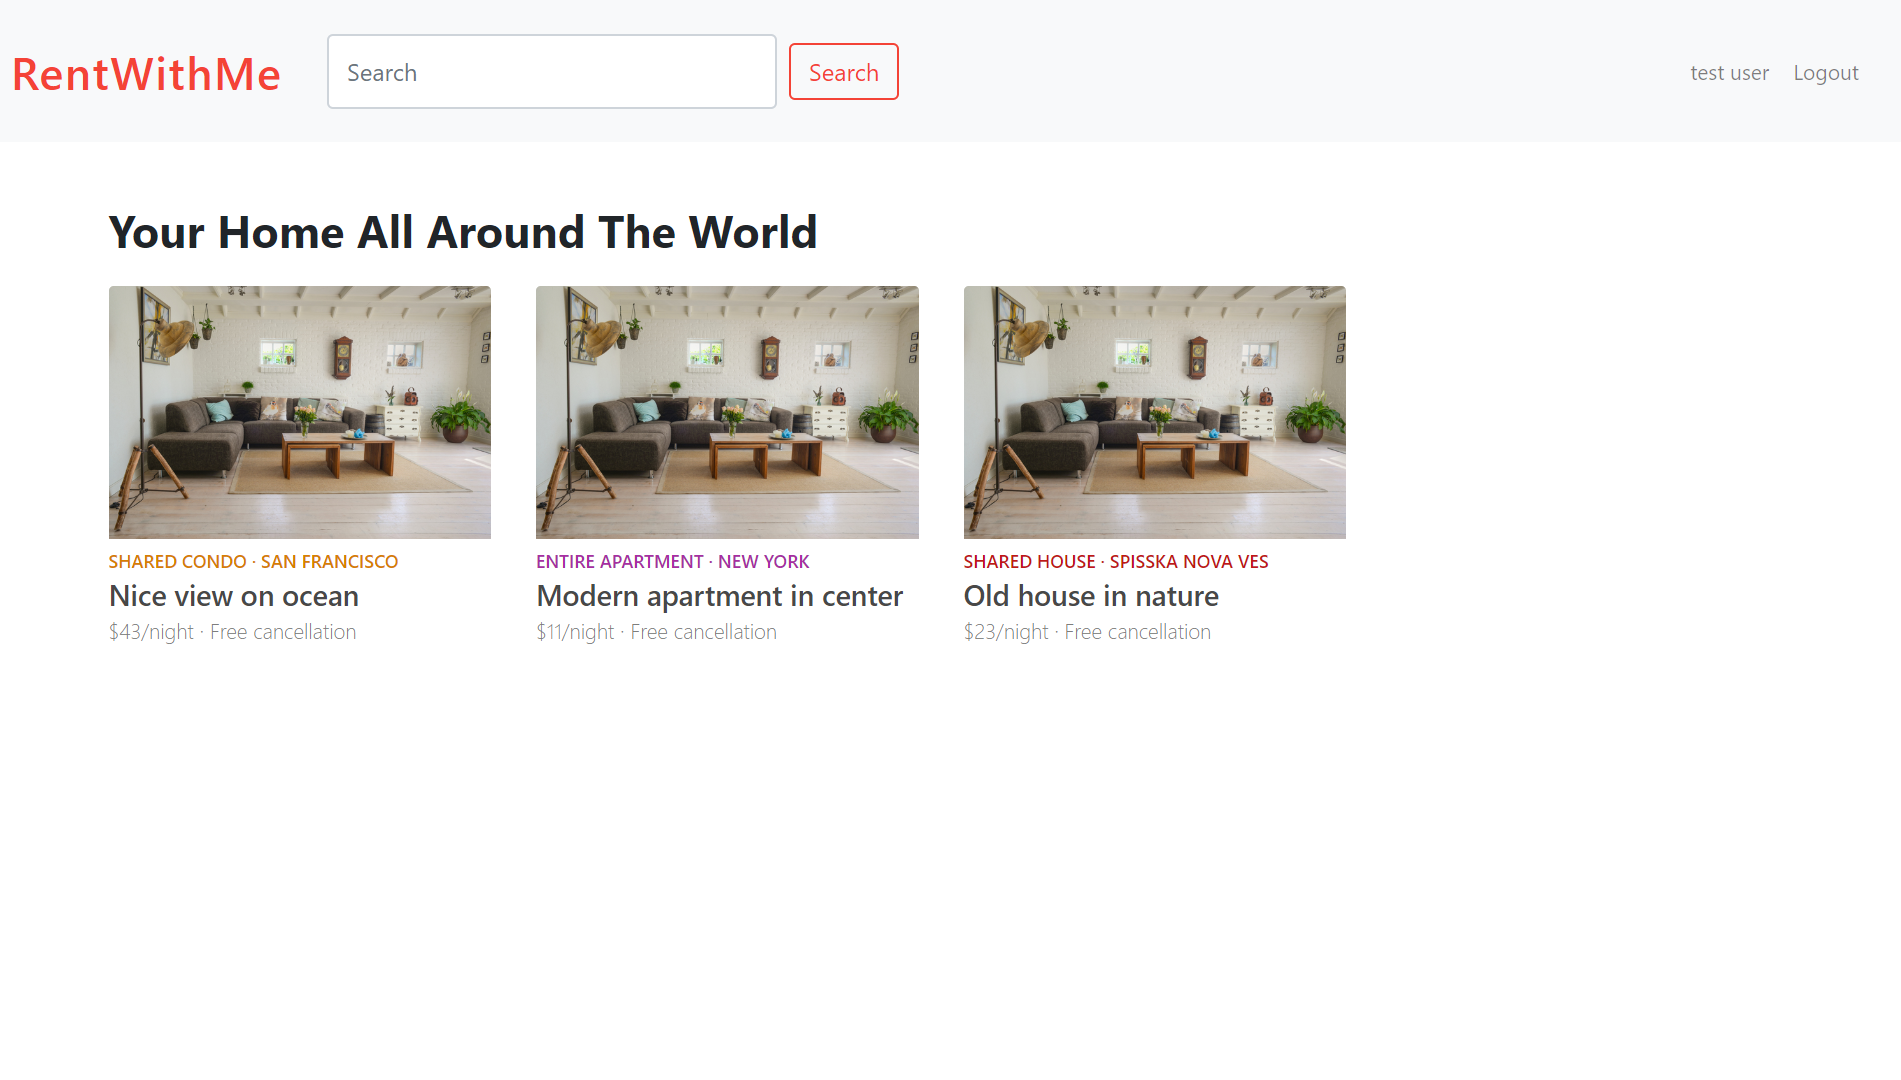 RentWithMe
Search
Search
test user
Logout
Your Home All Around The World
SHARED CONDO · SAN FRANCISCO
Nice view on ocean
$43/night · Free cancellation
ENTIRE APARTMENT · NEW YORK
Modern apartment in center
$11/night · Free cancellation
SHARED HOUSE · SPISSKA NOVA VES
Old house in nature
$23/night · Free cancellation